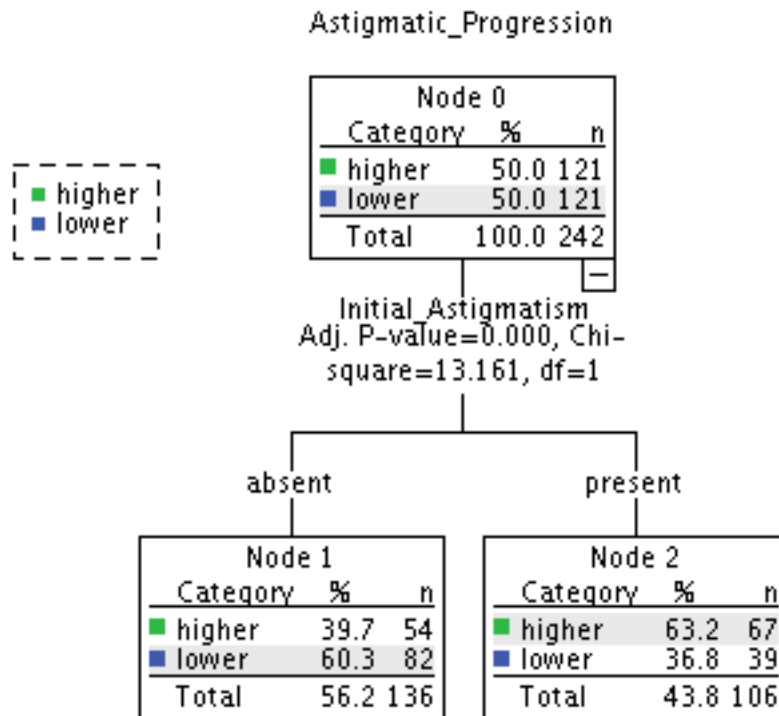 Astigmatic_Progression
Node 0
Category % n
higher 50.0 121
lower 50.0 121
Total 100.0 242
higher
lower
Initial_Astigmatism
Adj. P-value=0.000, Chi-
square=13.161, df=1
absent
present
Node 1
Category % n
higher 39.7 54
lower 60.3 82
Total 56.2 136
Node 2
Category % n
higher 63.2 67
lower 36.8 39
Total 43.8 106